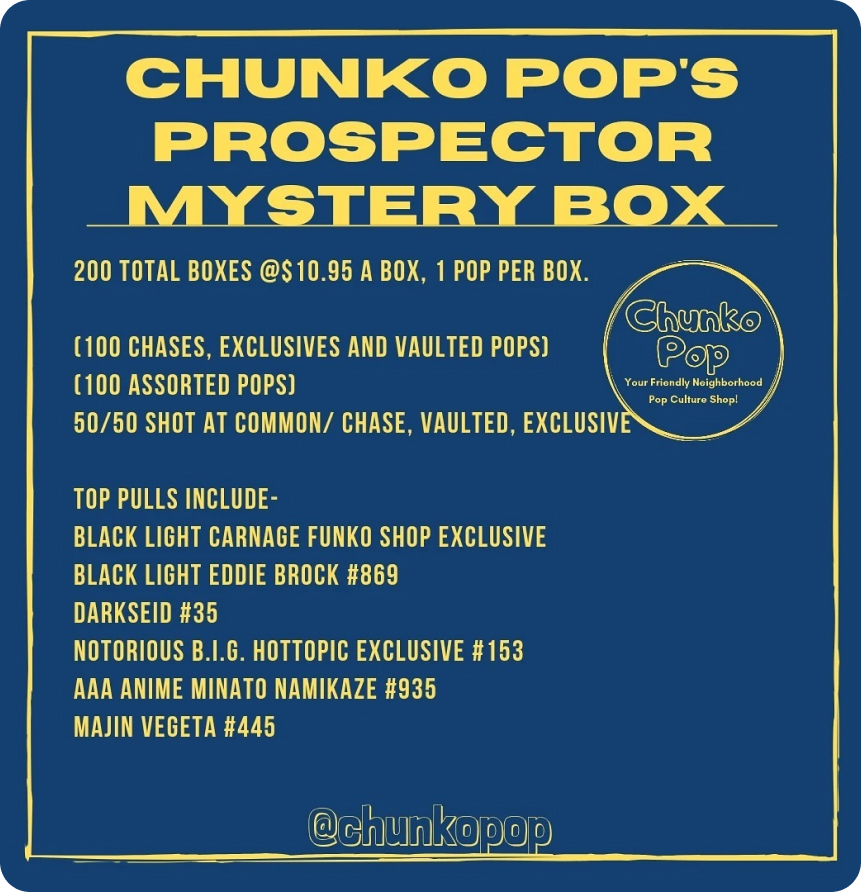 CHUNKO POP'S
PROSPECTOR
MYSTERY BOX
200 TOTAL BOXES @$10.95 A BOX, 1 POP PER BOX.
(100 CHASES, EXCLUSIVES AND VAULTED POPS)
(100 ASSORTED POPS)
50/50 SHOT AT COMMON/ CHASE, VAULTED, EXCLUSIVE
Chunko
Pop
Your Friendly Neighborhood
Pop Culture Shop!
TOP PULLS INCLUDE-
BLACK LIGHT CARNAGE FUNKO SHOP EXCLUSIVE
BLACK LIGHT EDDIE BROCK #869
DARKSEID #35
NOTORIOUS B.I.G. HOTTOPIC EXCLUSIVE #153
AAA ANIME MINATO NAMIKAZE #935
MAJIN VEGETA #445
@chunkopop